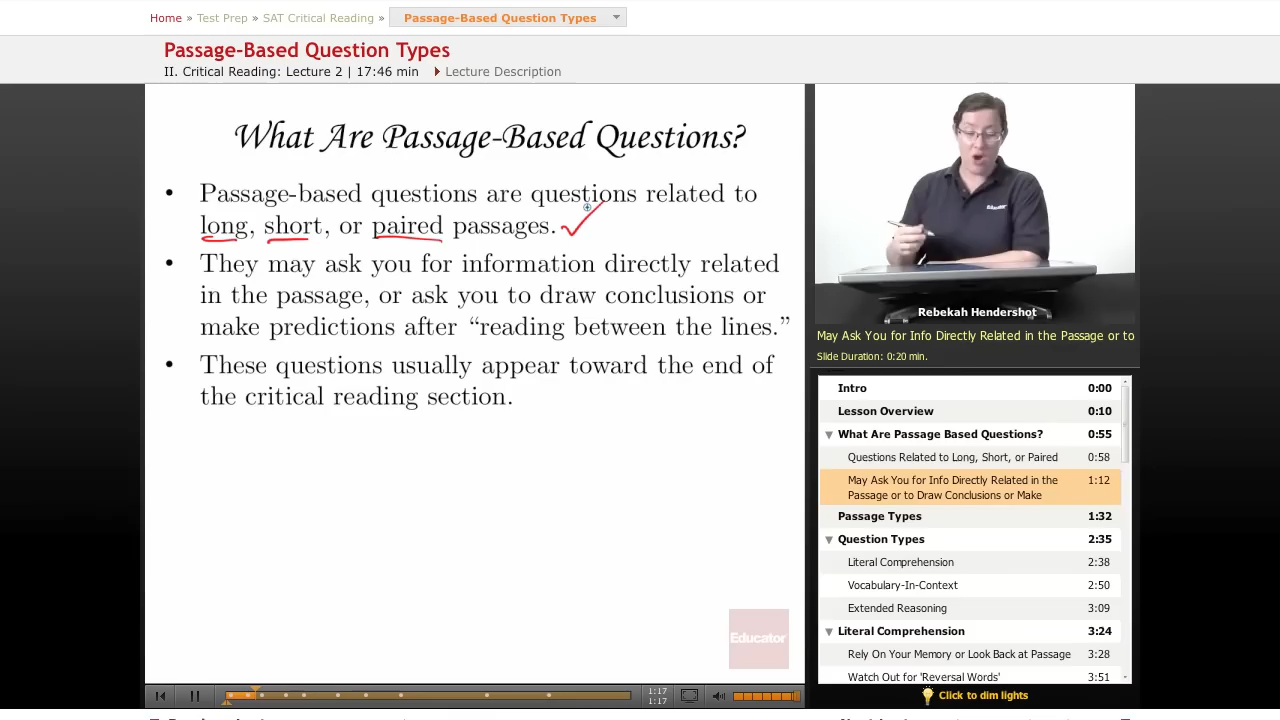 Home » Test Prep » SAT Critical Reading » Passage-Based Question Types
Passage-Based Question Types
II. Critical Reading: Lecture 2 | 17:46 min Lecture Description
What Are Passage-Based Questions?
• Passage-based questions are questions related to
long, short, or paired passages.
• They may ask you for information directly related
in the passage, or ask you to draw conclusions or
make predictions after “reading between the lines.”
• These questions usually appear toward the end of
the critical reading section.
Educator
Rebekah Hendershot
May Ask You for Info Directly Related in the Passage or to
Slide Duration: 0:20 min.
Intro 0:00
Lesson Overview 0:10
What Are Passage Based Questions? 0:55
Questions Related to Long, Short, or Paired 0:58
May Ask You for Info Directly Related in the 1:12
Passage or to Draw Conclusions or Make
Passage Types 1:32
Question Types 2:35
Literal Comprehension 2:38
Vocabulary-In-Context 2:50
Extended Reasoning 3:09
Literal Comprehension 3:24
Rely On Your Memory or Look Back at Passage 3:28
Watch Out for 'Reversal Words' 3:51
1:17
1:17
Click to dim lights